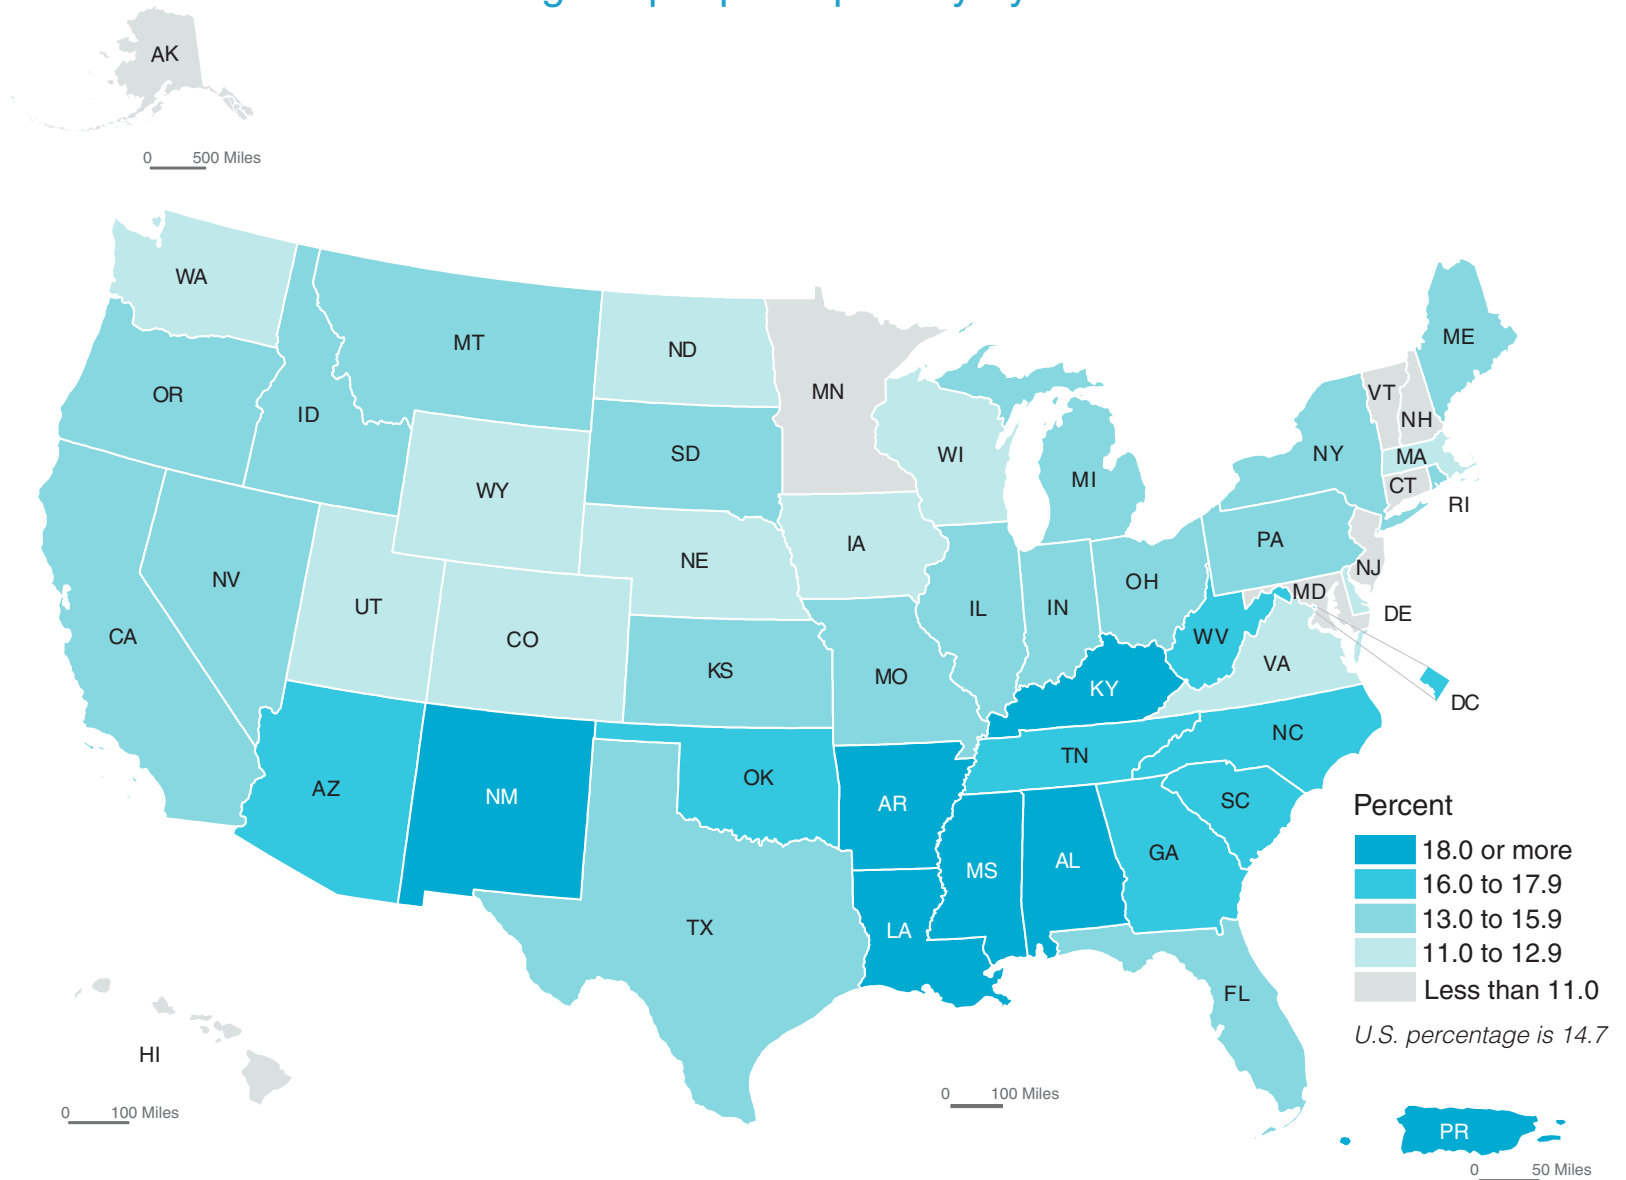 AK
0 500 Miles
WA
MT
ND
ME
OR
ID
MN
VT
NH
SD
WI
NY
MA
MI
WY
CT
RI
IA
PA
NE
NJ
NV
OH
UT
IL
IN
MD
DE
CO
CA
WV
VA
KS
MO
KY
DC
NC
TN
OK
AZ
NM
AR
SC
Percent
GA
18.0 or more
AL
MS
16.0 to 17.9
13.0 to 15.9
TX
LA
11.0 to 12.9
FL
Less than 11.0
U.S. percentage is 14.7
HI
0 100 Miles
0 100 Miles
PR
0 50 Miles